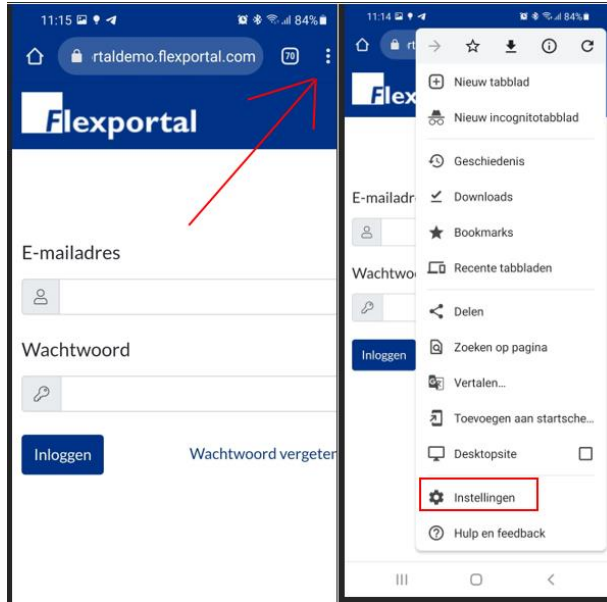 11:15 84%
rtaldemo.flexportal.com 70
Flexportal
E-mailadres
Wachtwoord
Inloggen Wachtwoord vergeten
11:14 84%
rt
Flex
E-mailadr
Wachtwo
Inloggen
Nieuw tabblad
Nieuw incognitotabblad
Geschiedenis
Downloads
Bookmarks
Recente tabbladen
Delen
Zoeken op pagina
Vertalen...
Toevoegen aan startsche...
Desktopsite
Instellingen
Hulp en feedback